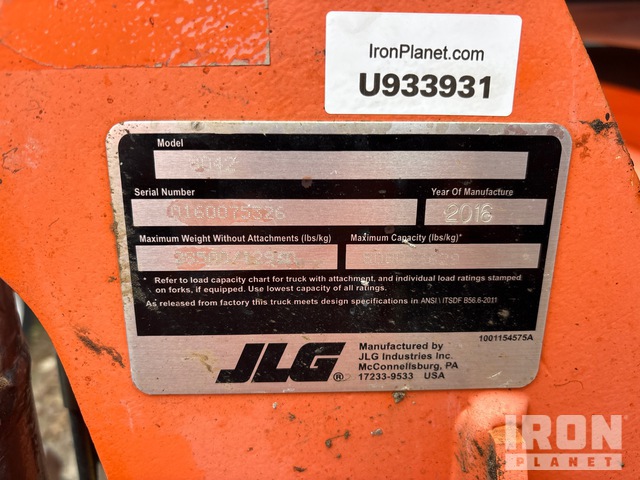 IronPlanet.com
U933931
Model
Serial Number
Year Of Manufacture
0160075326
2016
Maximum Weight Without Attachments (lbs/kg)
Maximum Capacity (lbs/kg)*
* Refer to load capacity chart for truck with attachment, and individual load ratings stamped
on forks, if equipped. Use lowest capacity of all ratings.
As released from factory this truck meets design specifications in ANSI \ ITSDF B56.6-2011
1001154575A
JLG ®
Manufactured by
JLG Industries Inc.
McConnellsburg, PA
17233-9533 USA
IRON
PLANET